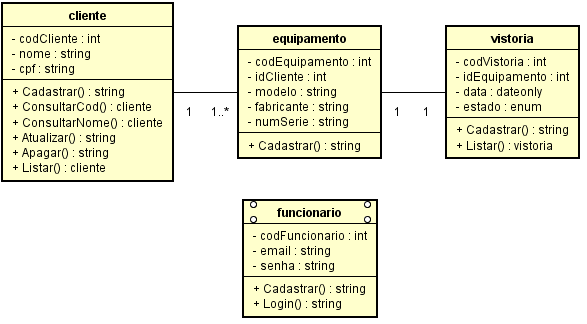 cliente
- codCliente : int
- nome : string
- cpf : string
+ Cadastrar() : string
+ ConsultarCod() : cliente
+ ConsultarNome() : cliente
+ Atualizar() : string
+ Apagar() : string
+ Listar() : cliente
1
1..*
equipamento
- codEquipamento : int
- idCliente : int
- modelo : string
- fabricante : string
- numSerie : string
+ Cadastrar() : string
1
1
vistoria
- codVistoria : int
- idEquipamento : int
- data : dateonly
- estado : enum
+ Cadastrar() : string
+ Listar() : vistoria
funcionario
- codFuncionario : int
- email : string
- senha : string
+ Cadastrar() : string
+ Login() : string